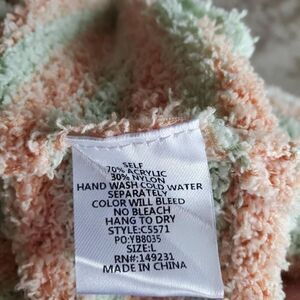 SELF
70% ACRYLIC
30% NYLON
HAND WASH COLD WATER
SEPARATELY
COLOR WILL BLEED
NO BLEACH
HANG TO DRY
STYLE:C5571
PO:YB8035
SIZE:L
RN#:149231
MADE IN CHINA